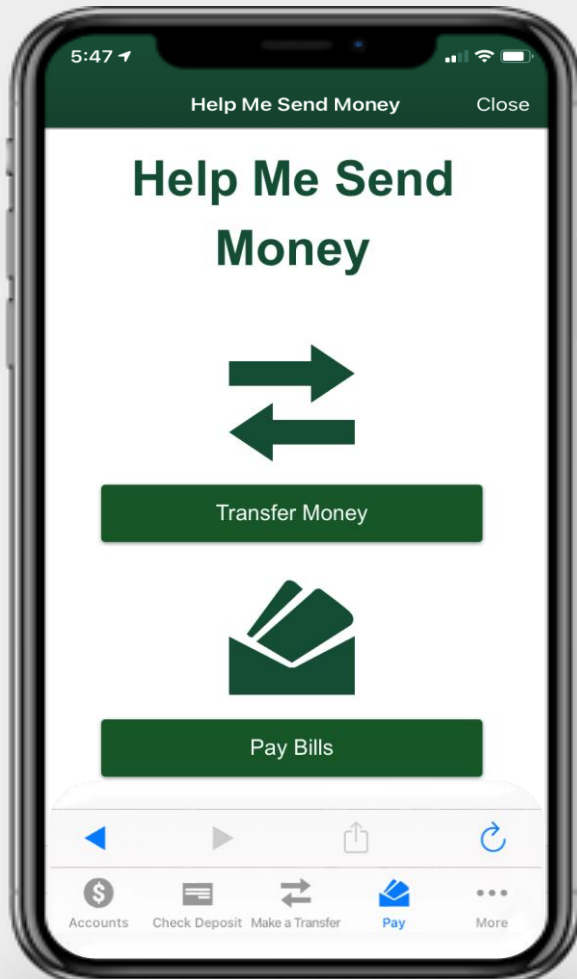 5:47
Help Me Send Money
Close
Help Me Send
Money
Transfer Money
Pay Bills
Accounts
Check Deposit
Make a Transfer
Pay
More